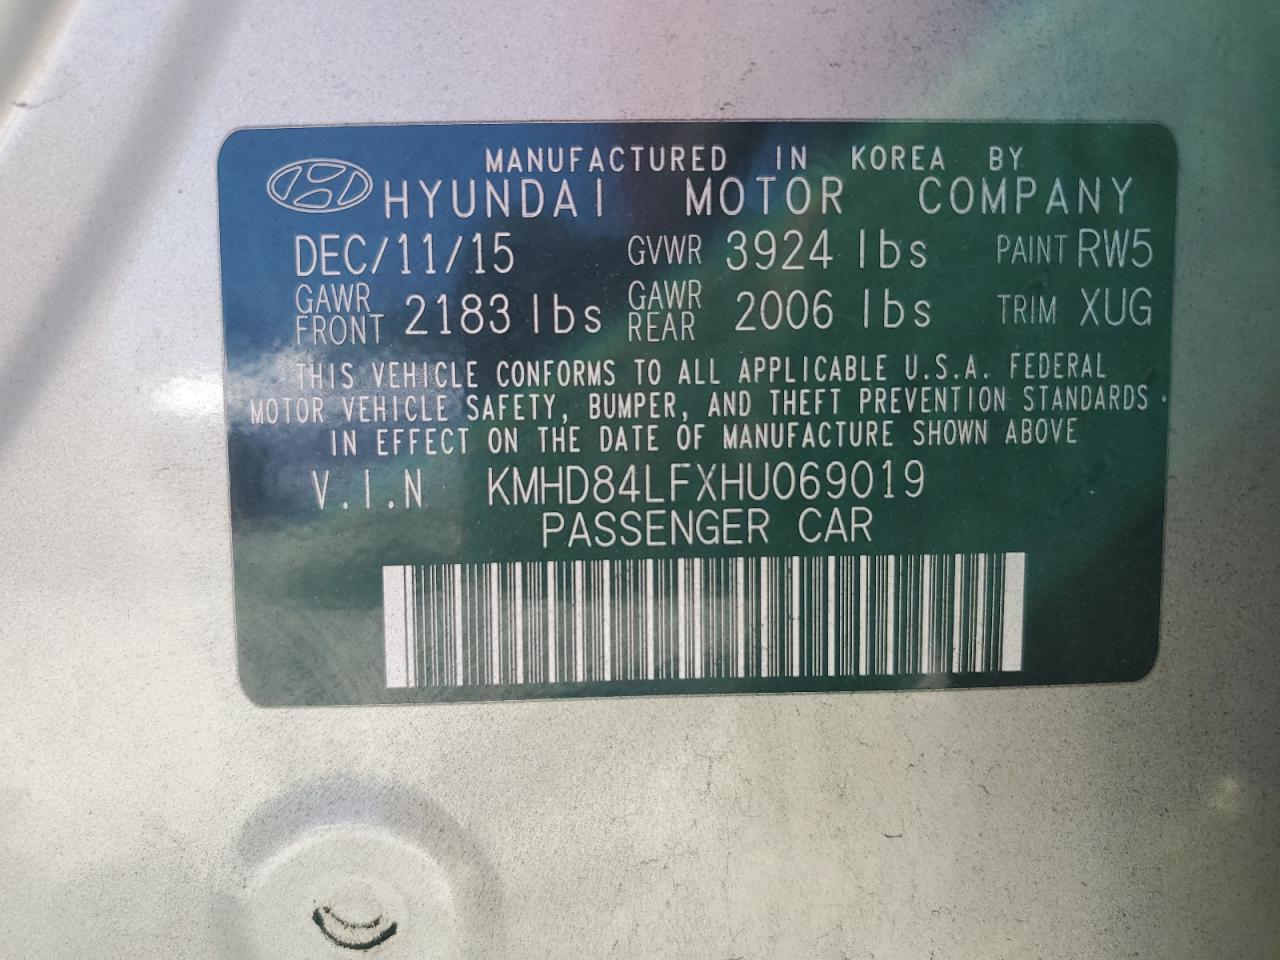 MANUFACTURED IN KOREA BY
HYUNDAI MOTOR COMPANY
DEC/11/15 GVWR 3924 lbs PAINT RW5
GAWR FRONT 2183 lbs GAWR REAR 2006 lbs TRIM XUG
THIS VEHICLE CONFORMS TO ALL APPLICABLE U.S.A. FEDERAL
MOTOR VEHICLE SAFETY, BUMPER, AND THEFT PREVENTION STANDARDS
IN EFFECT ON THE DATE OF MANUFACTURE SHOWN ABOVE
V.I.N KMHD84LFXHU069019
PASSENGER CAR